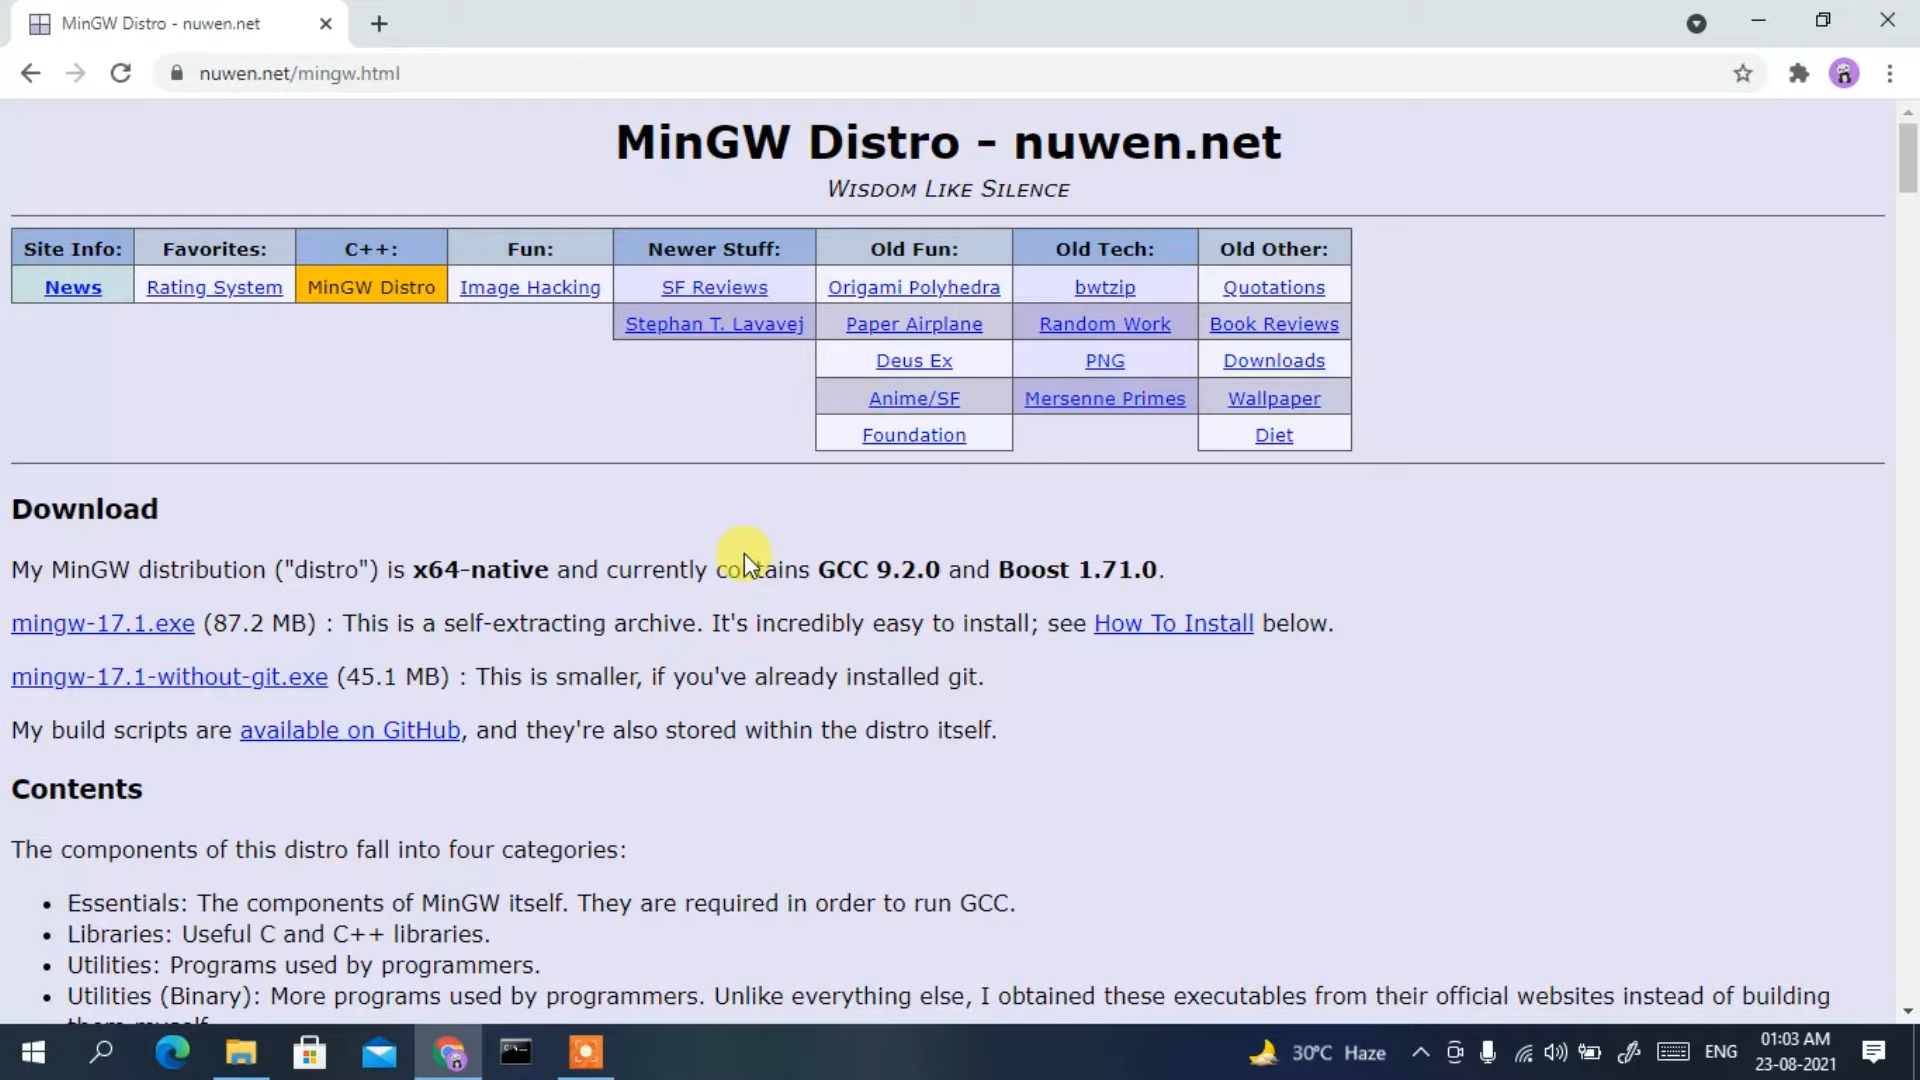 MinGW Distro - nuwen.net
nuwen.net/mingw.html
MinGW Distro - nuwen.net
WISDOM LIKE SILENCE
Site Info: Favorites: C++: Fun: Newer Stuff: Old Fun: Old Tech: Old Other:
News Rating System MinGW Distro Image Hacking SF Reviews Origami Polyhedra bwtzip Quotations
Stephan T. Lavavej Paper Airplane Random Work Book Reviews
Deus Ex PNG Downloads
Anime/SF Mersenne Primes Wallpaper
Foundation Diet
Download
My MinGW distribution ("distro") is x64-native and currently contains GCC 9.2.0 and Boost 1.71.0.
mingw-17.1.exe (87.2 MB) : This is a self-extracting archive. It's incredibly easy to install; see How To Install below.
mingw-17.1-without-git.exe (45.1 MB) : This is smaller, if you've already installed git.
My build scripts are available on GitHub, and they're also stored within the distro itself.
Contents
The components of this distro fall into four categories:
• Essentials: The components of MinGW itself. They are required in order to run GCC.
• Libraries: Useful C and C++ libraries.
• Utilities: Programs used by programmers.
• Utilities (Binary): More programs used by programmers. Unlike everything else, I obtained these executables from their official websites instead of building
30°C Haze
ENG
01:03 AM
23-08-2021